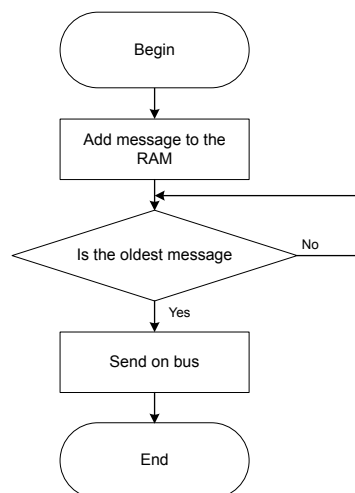 Begin
Add message to the
RAM
Is the oldest message
No
Yes
Send on bus
End